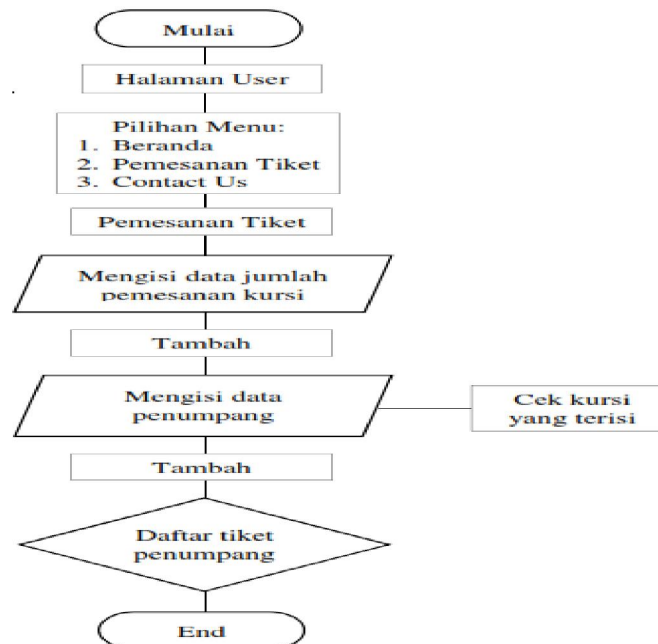 Mulai
Halaman User
Pilihan Menu:
1. Beranda
2. Pemesanan Tiket
3. Contact Us
Pemesanan Tiket
Mengisi data jumlah
pemesanan kursi
Tambah
Mengisi data
penumpang
Cek kursi
yang terisi
Tambah
Daftar tiket
penumpang
End